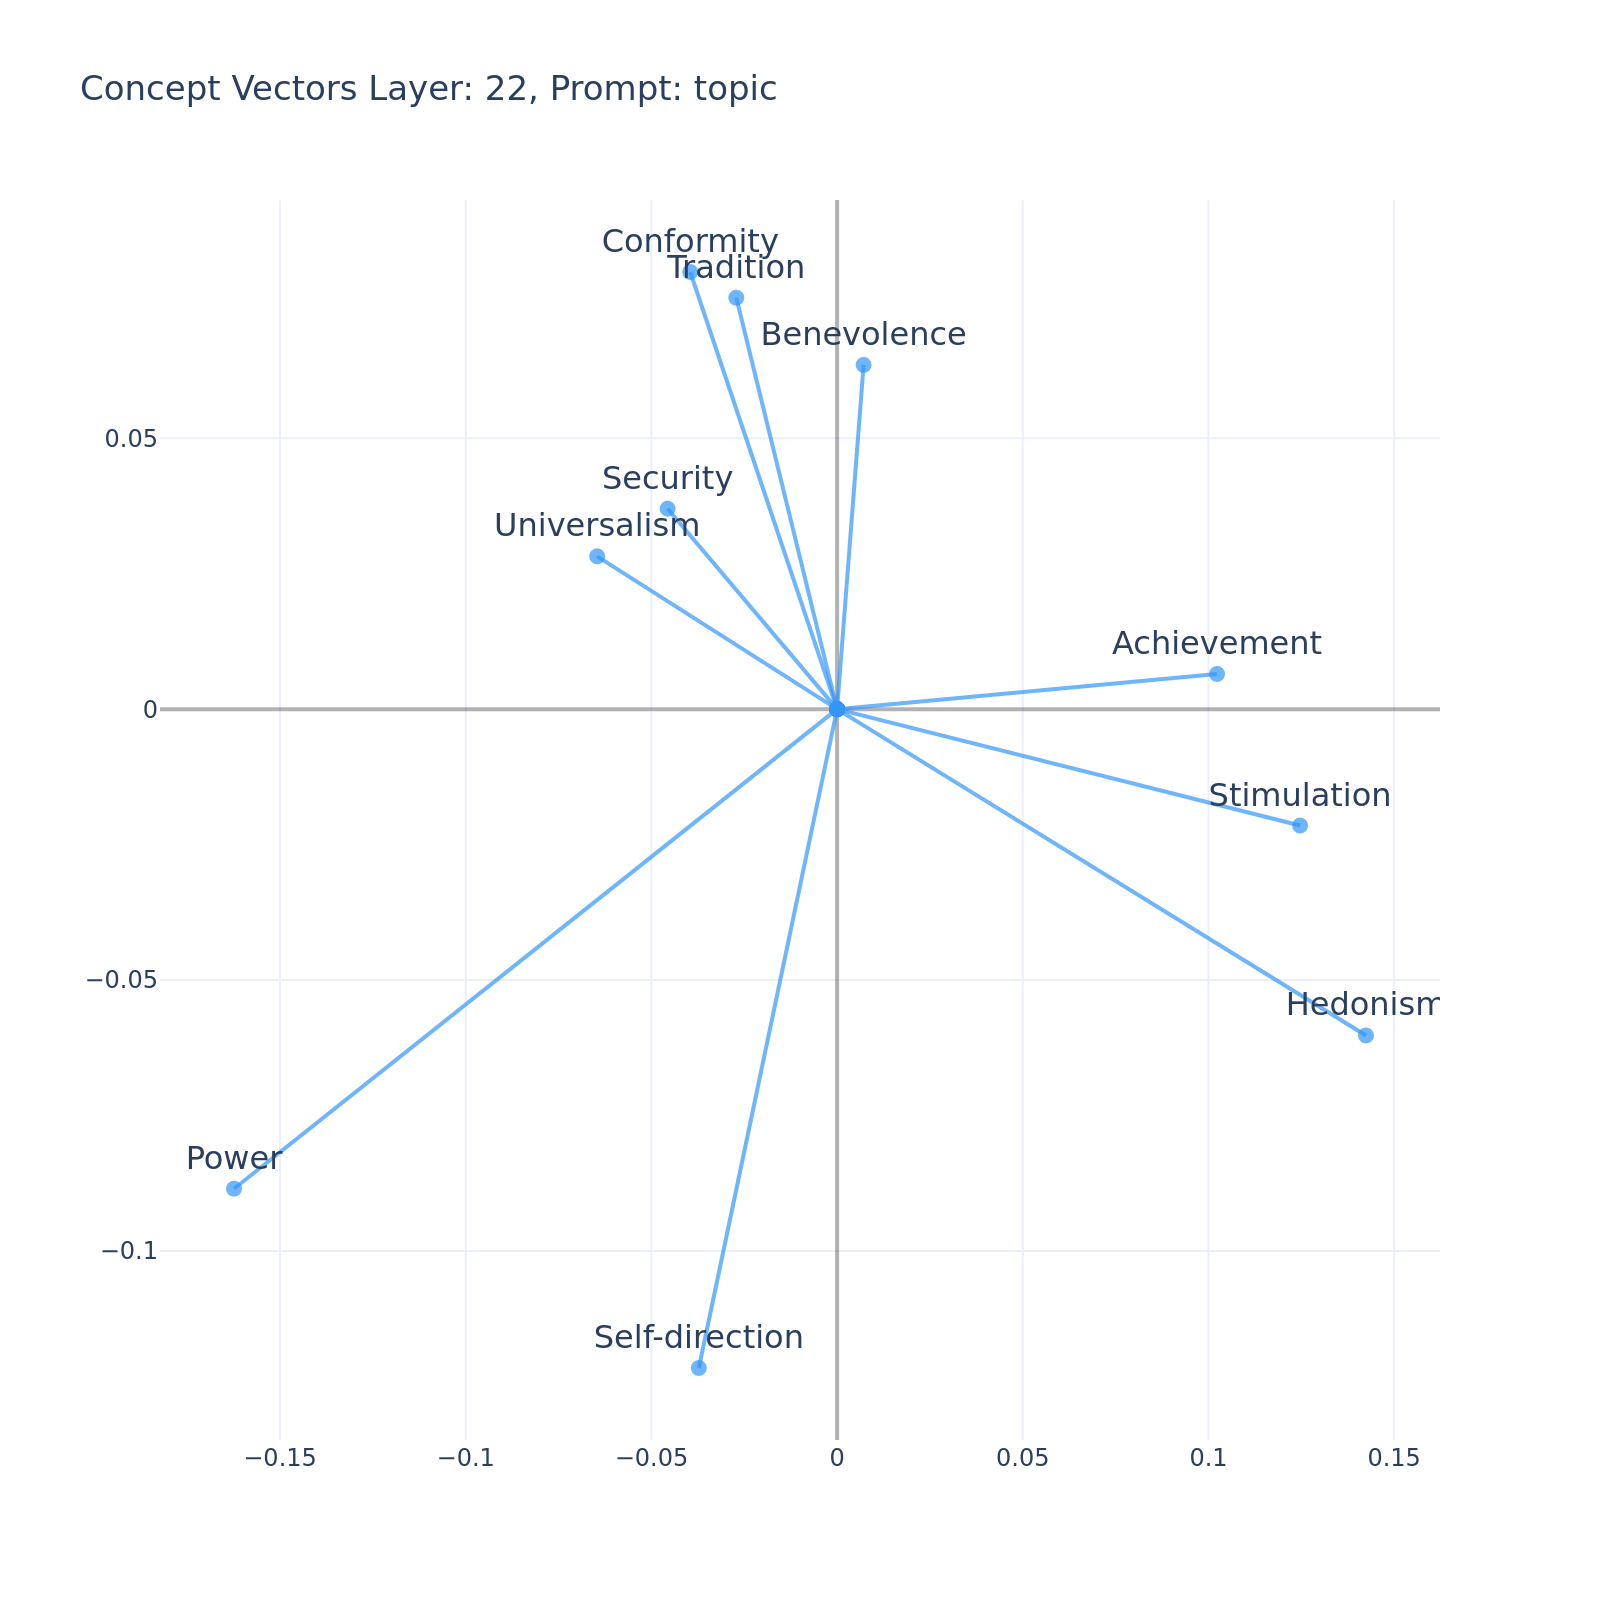 Concept Vectors Layer: 22, Prompt: topic
Conformity
Tradition
Benevolence
0.05
Security
Universalism
Achievement
0
Stimulation
−0.05
Hedonism
Power
−0.1
Self-direction
−0.15
−0.1
−0.05
0
0.05
0.1
0.15